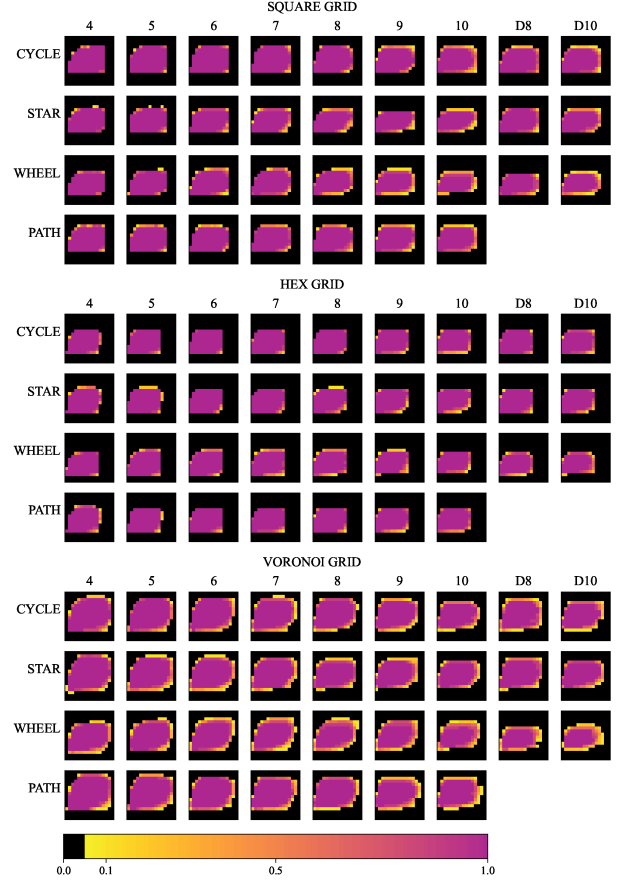 SQUARE GRID
4 5 6 7 8 9 10 D8 D10
CYCLE
STAR
WHEEL
PATH
HEX GRID
4 5 6 7 8 9 10 D8 D10
CYCLE
STAR
WHEEL
PATH
VORONOI GRID
4 5 6 7 8 9 10 D8 D10
CYCLE
STAR
WHEEL
PATH
0.0 0.1 0.5 1.0